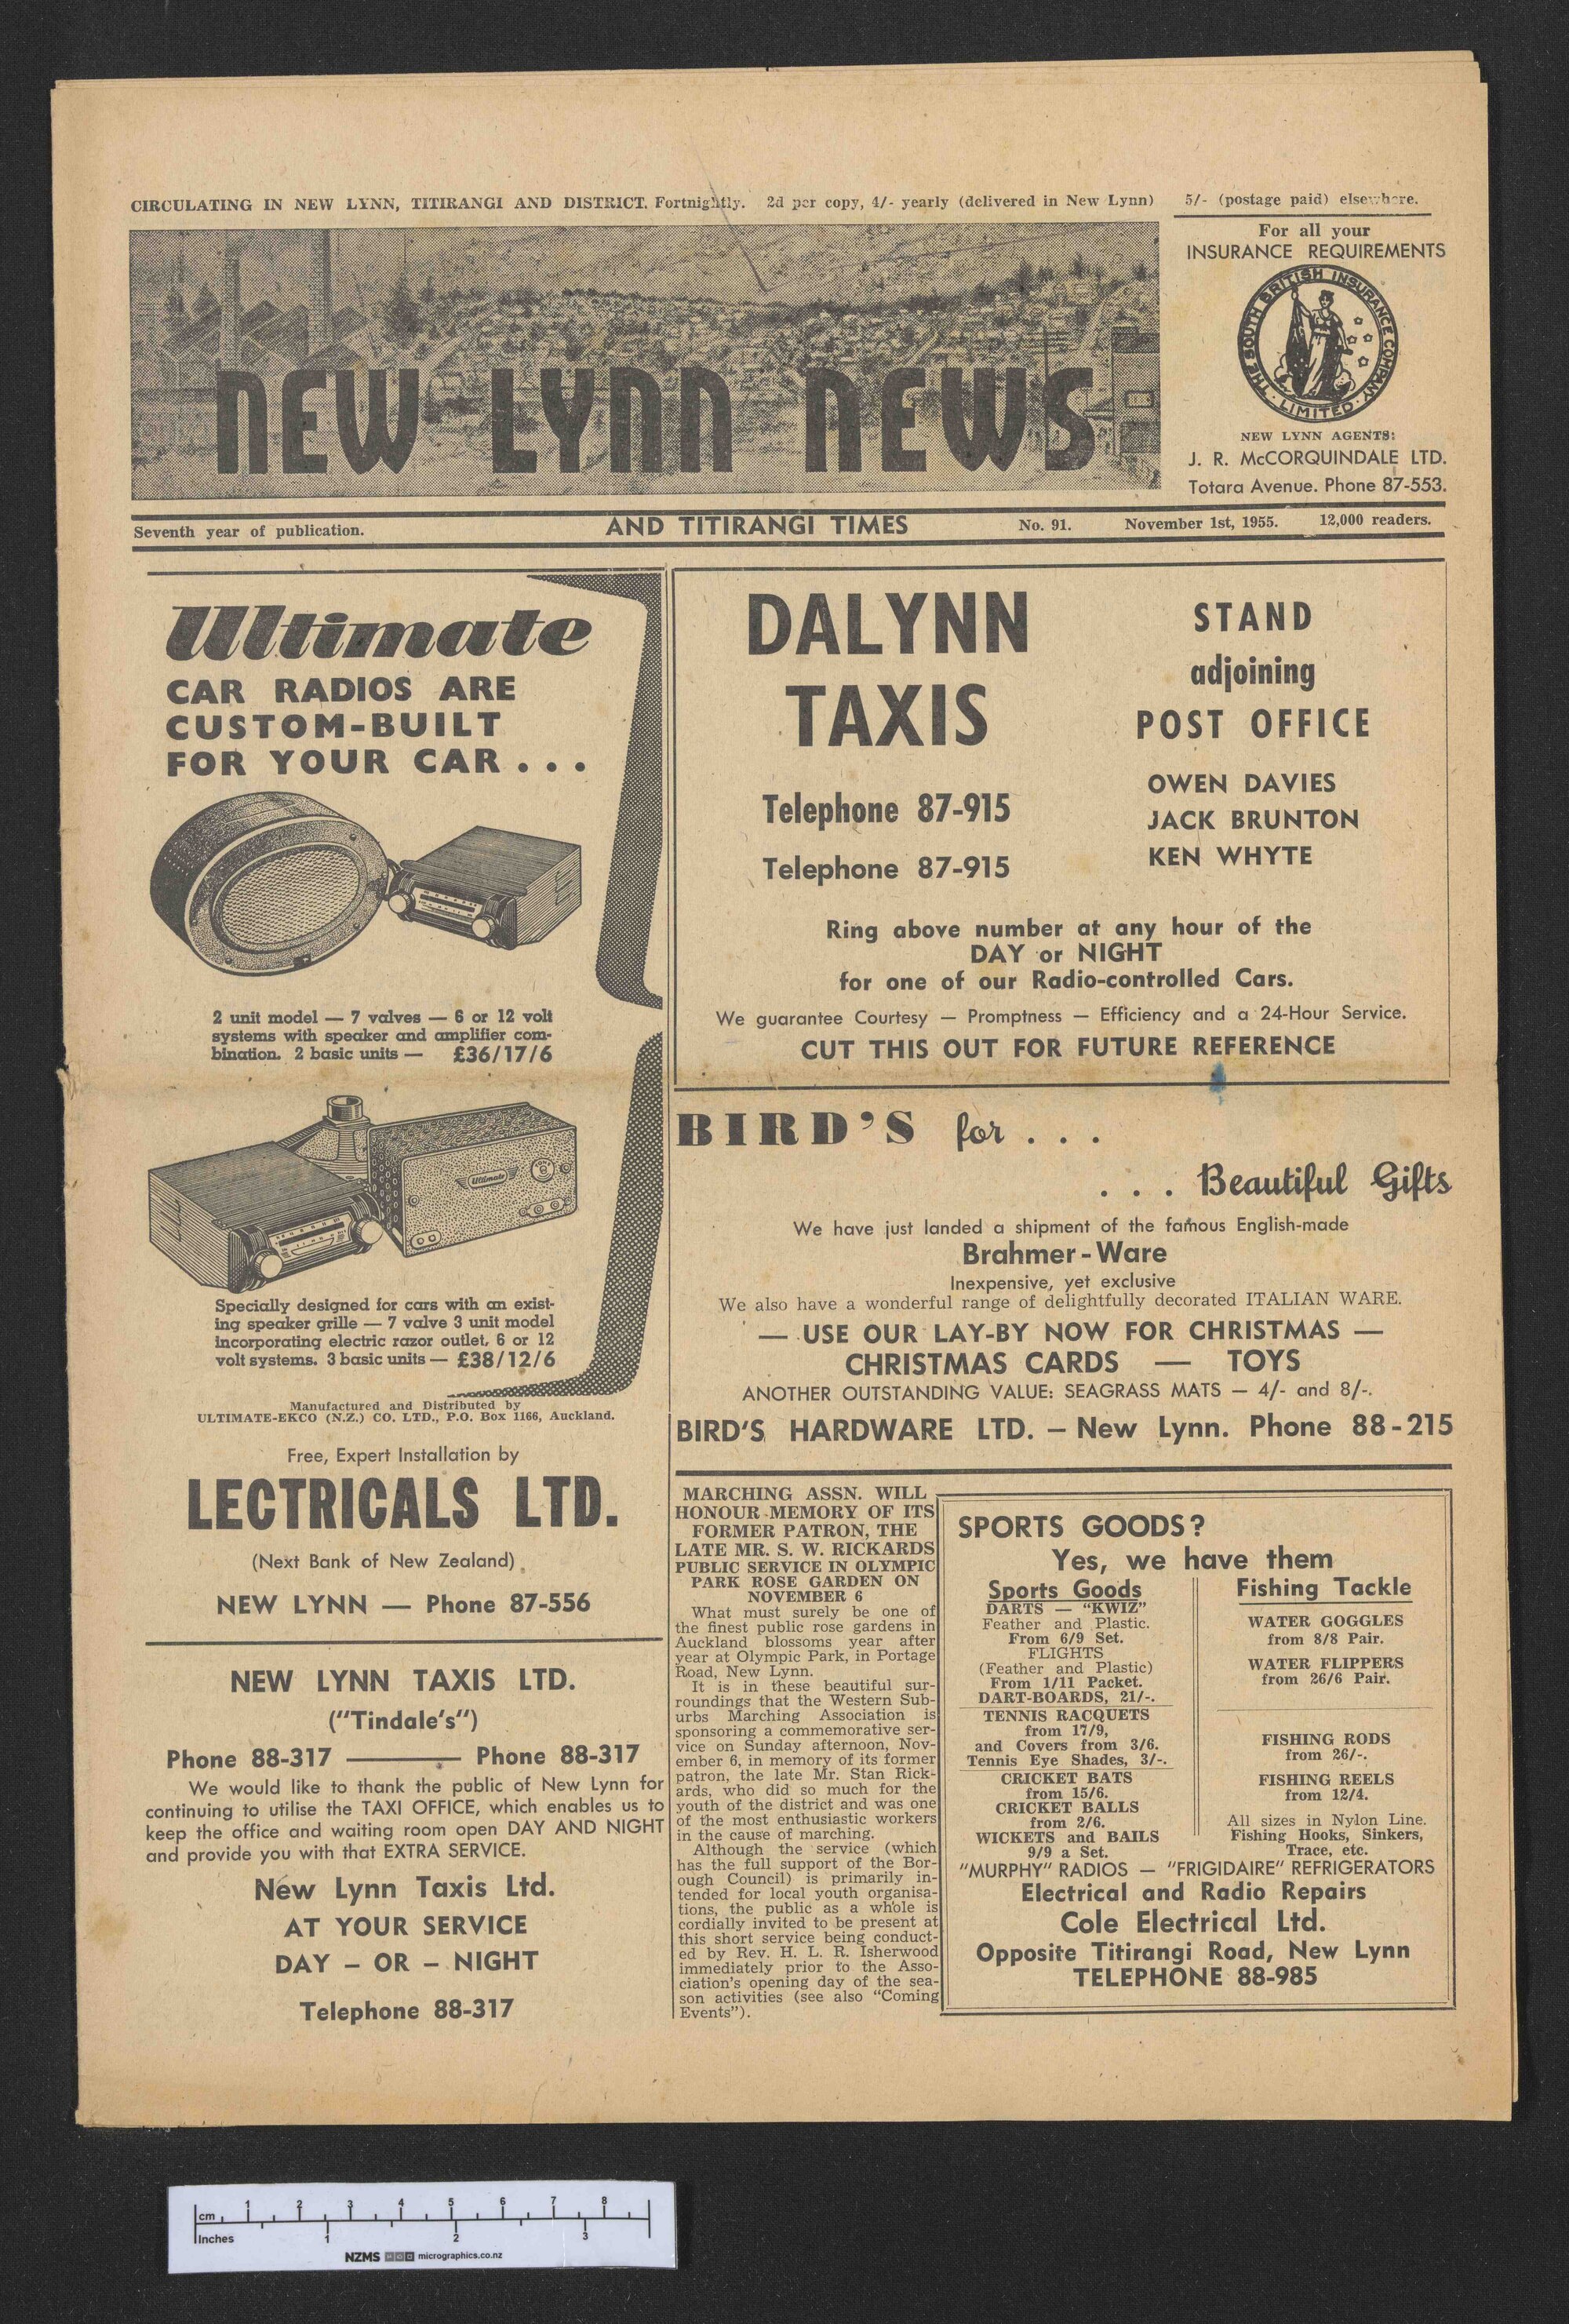 CIRCULATING IN NEW LYNN, TITIRANGI AND DISTRICT. Fortnightly. 2d per copy, 4/- yearly (delivered in New Lynn) 5/- (postage paid) elsewhere.
NEW LYNN NEWS
For all your
INSURANCE REQUIREMENTS
THE SOUTH BRITISH INSURANCE COMPANY LIMITED
NEW LYNN AGENTS:
J. R. McCORQUINDALE LTD.
Totara Avenue. Phone 87-553.
Seventh year of publication. AND TITIRANGI TIMES No. 91. November 1st, 1955. 12,000 readers.
Ultimate
CAR RADIOS ARE
CUSTOM-BUILT
FOR YOUR CAR . . .
2 unit model — 7 valves — 6 or 12 volt
systems with speaker and amplifier com-
bination. 2 basic units — £36/17/6
Ultimate
Specially designed for cars with an exist-
ing speaker grille — 7 valve 3 unit model
incorporating electric razor outlet, 6 or 12
volt systems. 3 basic units — £38/12/6
Manufactured and Distributed by
ULTIMATE-EKCO (N.Z.) CO. LTD., P.O. Box 1166, Auckland.
Free, Expert Installation by
LECTRICALS LTD.
(Next Bank of New Zealand)
NEW LYNN — Phone 87-556
NEW LYNN TAXIS LTD.
("Tindale's")
Phone 88-317 ——— Phone 88-317
We would like to thank the public of New Lynn for
continuing to utilise the TAXI OFFICE, which enables us to
keep the office and waiting room open DAY AND NIGHT
and provide you with that EXTRA SERVICE.
New Lynn Taxis Ltd.
AT YOUR SERVICE
DAY – OR – NIGHT
Telephone 88-317
DALYNN
TAXIS
Telephone 87-915
Telephone 87-915
STAND
adjoining
POST OFFICE
OWEN DAVIES
JACK BRUNTON
KEN WHYTE
Ring above number at any hour of the
DAY or NIGHT
for one of our Radio-controlled Cars.
We guarantee Courtesy — Promptness — Efficiency and a 24-Hour Service.
CUT THIS OUT FOR FUTURE REFERENCE
BIRD'S for . . .
. . . Beautiful Gifts
We have just landed a shipment of the famous English-made
Brahmer-Ware
Inexpensive, yet exclusive
We also have a wonderful range of delightfully decorated ITALIAN WARE.
— USE OUR LAY-BY NOW FOR CHRISTMAS —
CHRISTMAS CARDS — TOYS
ANOTHER OUTSTANDING VALUE: SEAGRASS MATS — 4/- and 8/-.
BIRD'S HARDWARE LTD. – New Lynn. Phone 88-215
MARCHING ASSN. WILL
HONOUR MEMORY OF ITS
FORMER PATRON, THE
LATE MR. S. W. RICKARDS
PUBLIC SERVICE IN OLYMPIC
PARK ROSE GARDEN ON
NOVEMBER 6
What must surely be one of
the finest public rose gardens in
Auckland blossoms year after
year at Olympic Park, in Portage
Road, New Lynn.
It is in these beautiful sur-
roundings that the Western Sub-
urbs Marching Association is
sponsoring a commemorative ser-
vice on Sunday afternoon, Nov-
ember 6, in memory of its former
patron, the late Mr. Stan Rick-
ards, who did so much for the
youth of the district and was one
of the most enthusiastic workers
in the cause of marching.
Although the service (which
has the full support of the Bor-
ough Council) is primarily in-
tended for local youth organisa-
tions, the public as a whole is
cordially invited to be present at
this short service being conduct-
ed by Rev. H. L. R. Isherwood
immediately prior to the Asso-
ciation's opening day of the sea-
son activities (see also "Coming
Events").
SPORTS GOODS?
Yes, we have them
Sports Goods
DARTS — "KWIZ"
Feather and Plastic.
From 6/9 Set.
FLIGHTS
(Feather and Plastic)
From 1/11 Packet.
DART-BOARDS, 21/-.
TENNIS RACQUETS
from 17/9,
and Covers from 3/6.
Tennis Eye Shades, 3/-.
CRICKET BATS
from 15/6.
CRICKET BALLS
from 2/6.
WICKETS and BAILS
9/9 a Set.
Fishing Tackle
WATER GOGGLES
from 8/8 Pair.
WATER FLIPPERS
from 26/6 Pair.
FISHING RODS
from 26/-.
FISHING REELS
from 12/4.
All sizes in Nylon Line.
Fishing Hooks, Sinkers,
Trace, etc.
"MURPHY" RADIOS — "FRIGIDAIRE" REFRIGERATORS
Electrical and Radio Repairs
Cole Electrical Ltd.
Opposite Titirangi Road, New Lynn
TELEPHONE 88-985
cm 1 2 3 4 5 6 7 8
Inches 1 2 3
NZMS micrographics.co.nz